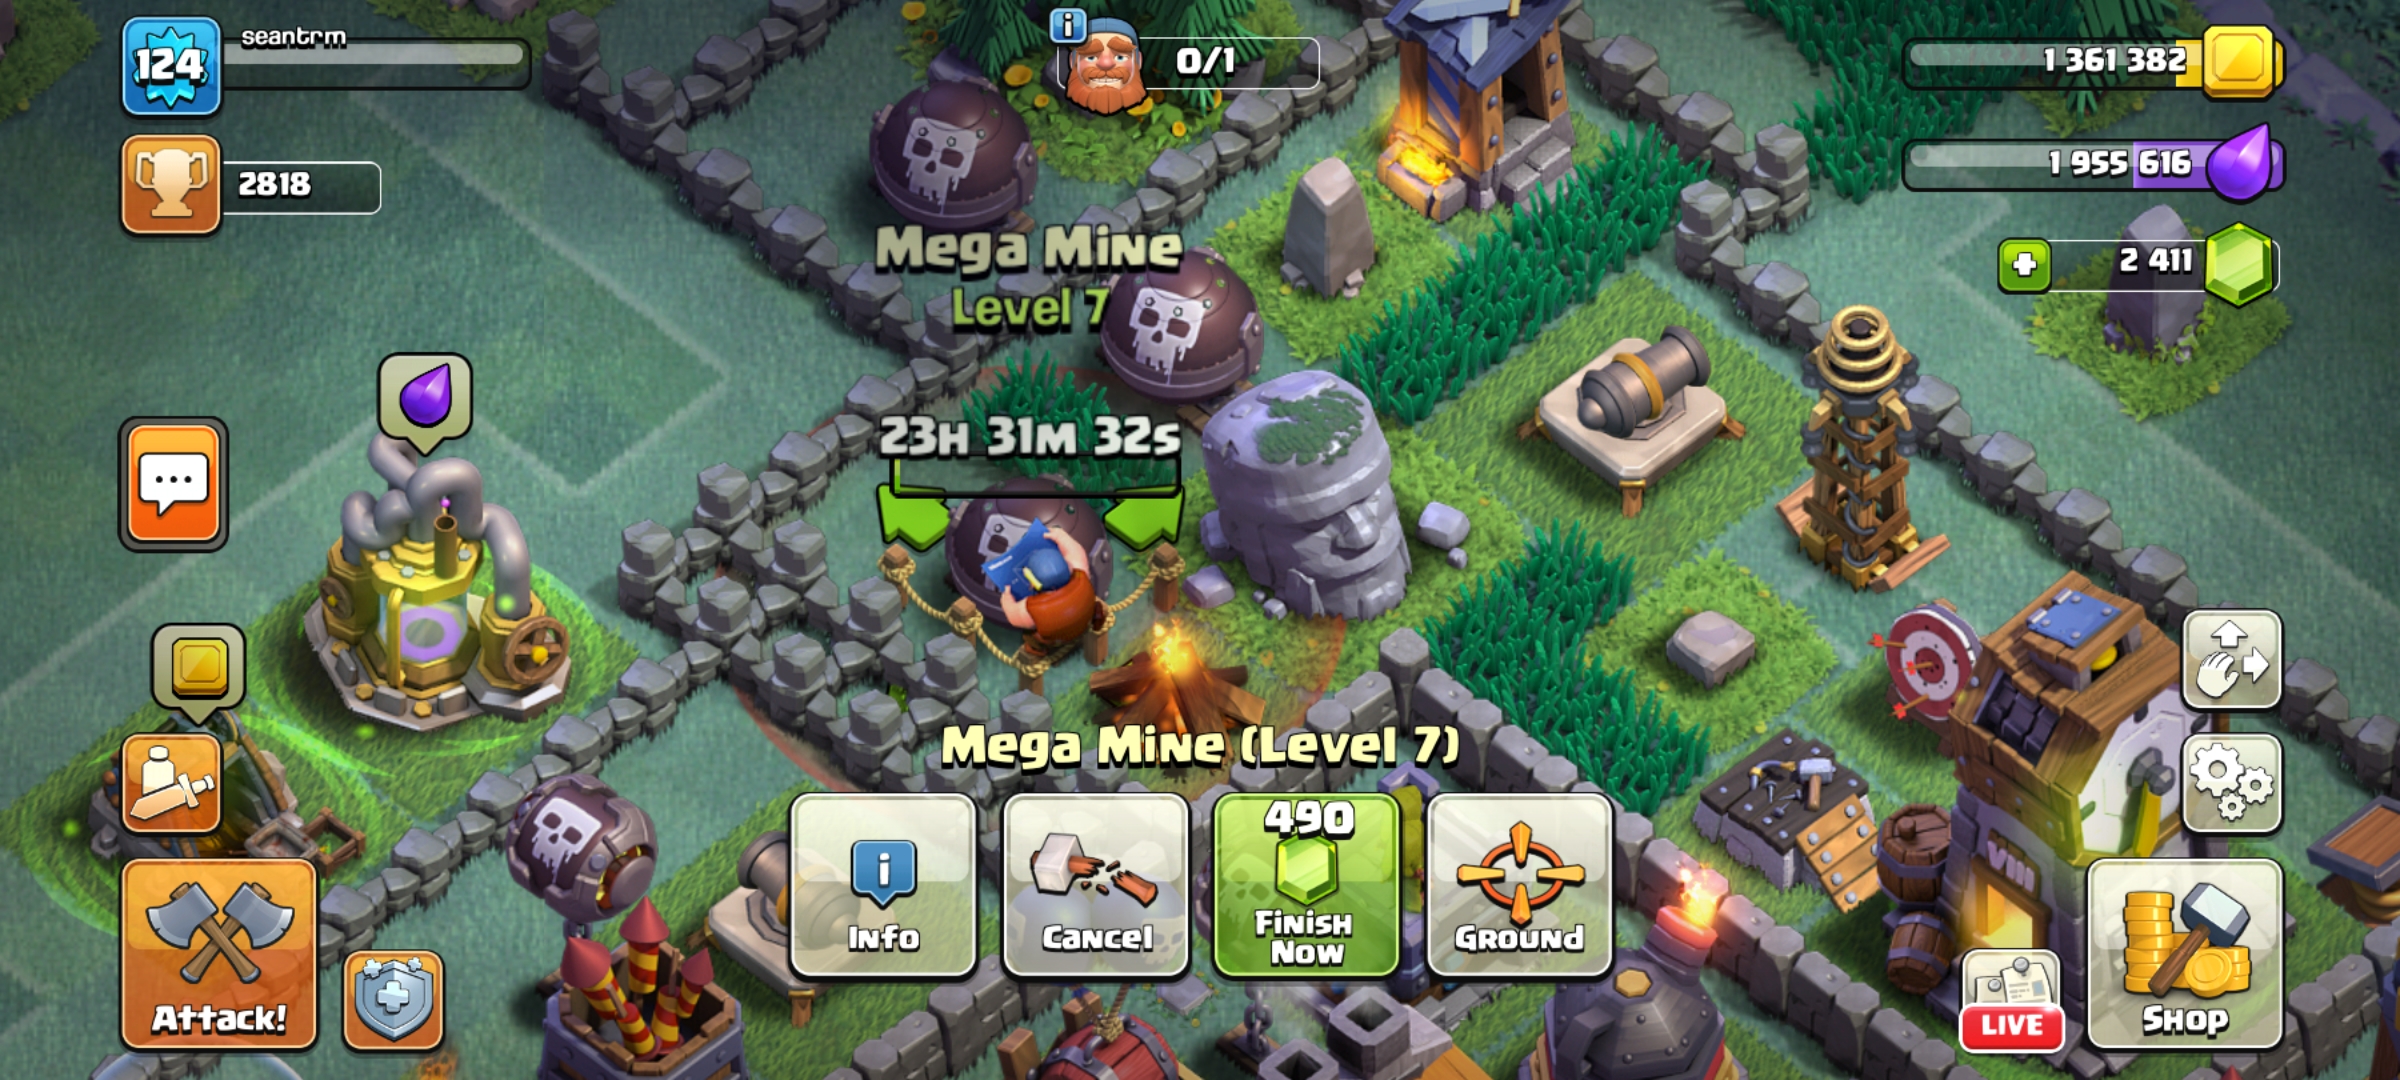 124
seantrm
0/1
1 361 382
2818
1 955 616
2 411
Mega Mine
Level 7
23H 31M 32S
Mega Mine (Level 7)
VIII
Info
Cancel
490
Finish
Now
Ground
Attack!
LIVE
Shop